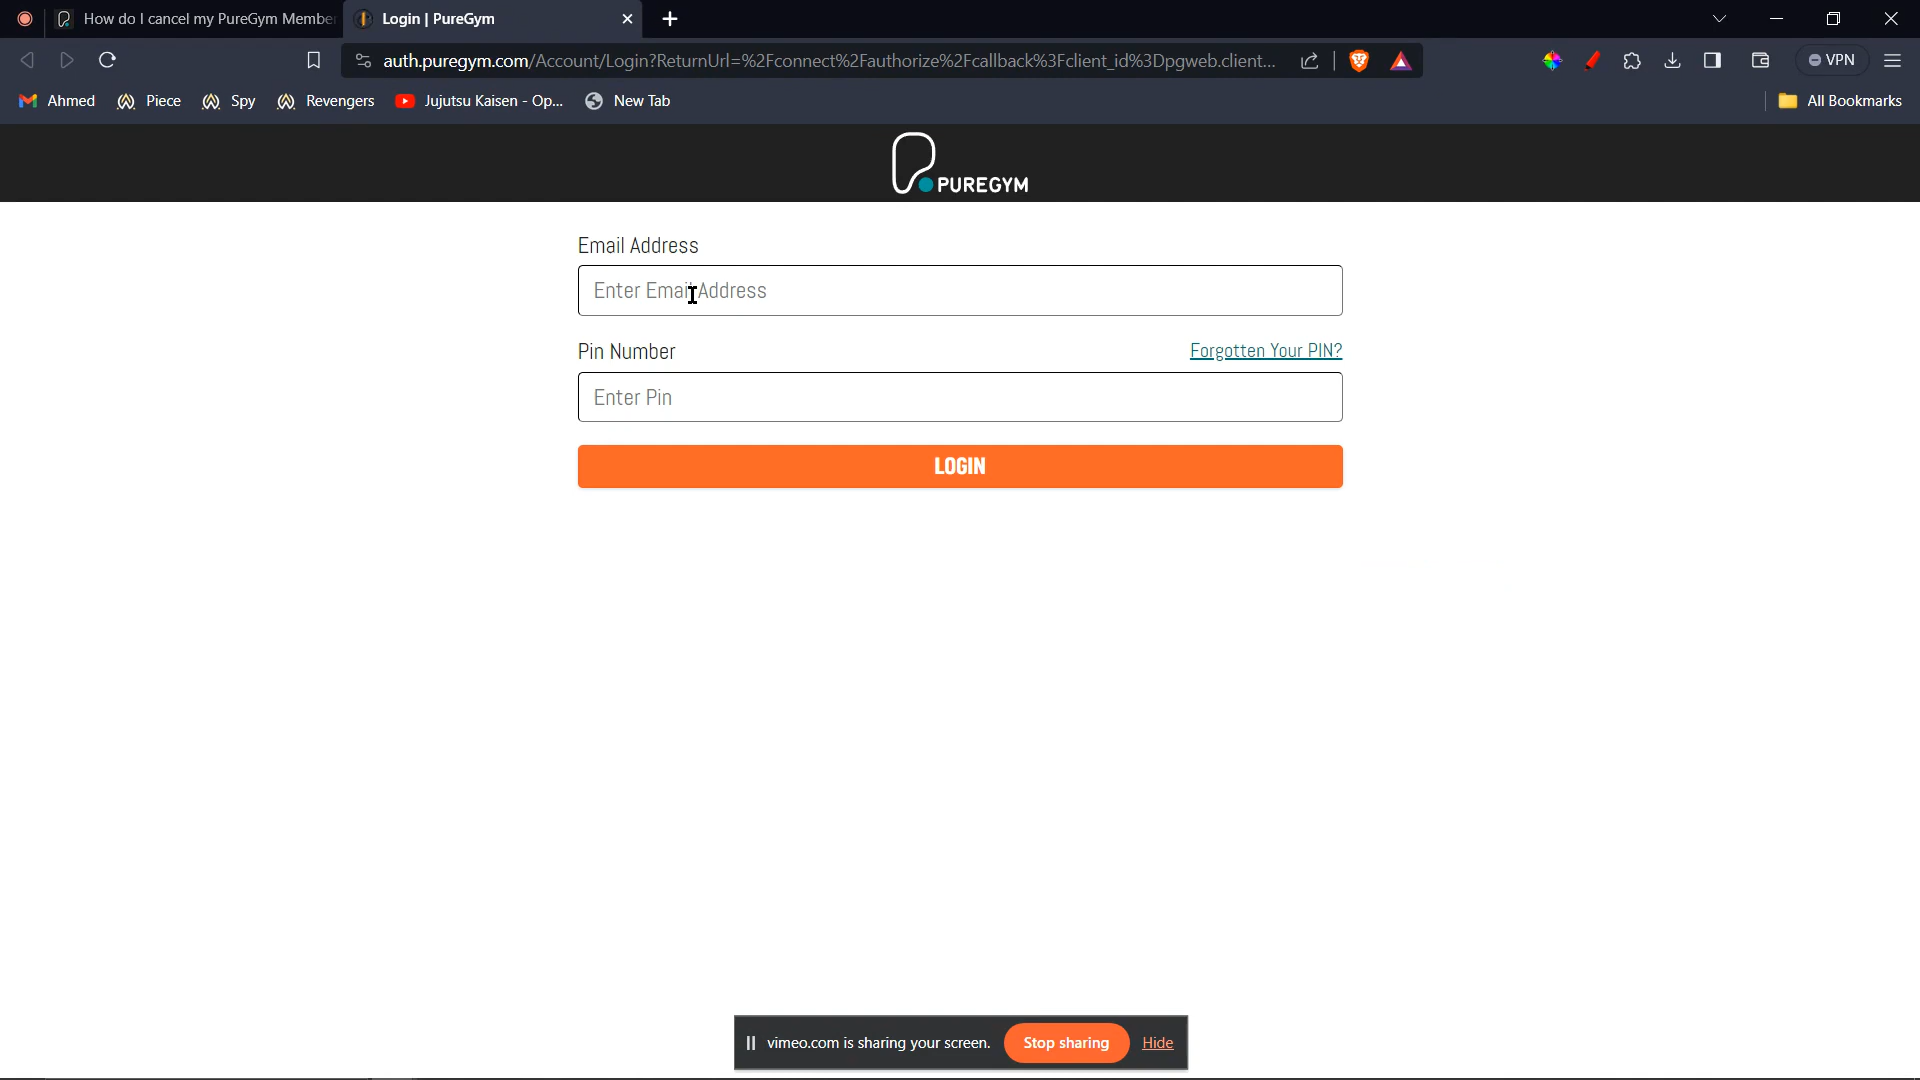 How do I cancel my PureGym Membe
Login | PureGym
auth.puregym.com/Account/Login?ReturnUrl=%2Fconnect%2Fauthorize%2Fcallback%3Fclient_id%3Dpgweb.client...
VPN
Ahmed
Piece
Spy
Revengers
Jujutsu Kaisen - Op...
New Tab
All Bookmarks
PUREGYM
Email Address
Enter Email Address
Pin Number
Forgotten Your PIN?
Enter Pin
LOGIN
vimeo.com is sharing your screen.
Stop sharing
Hide